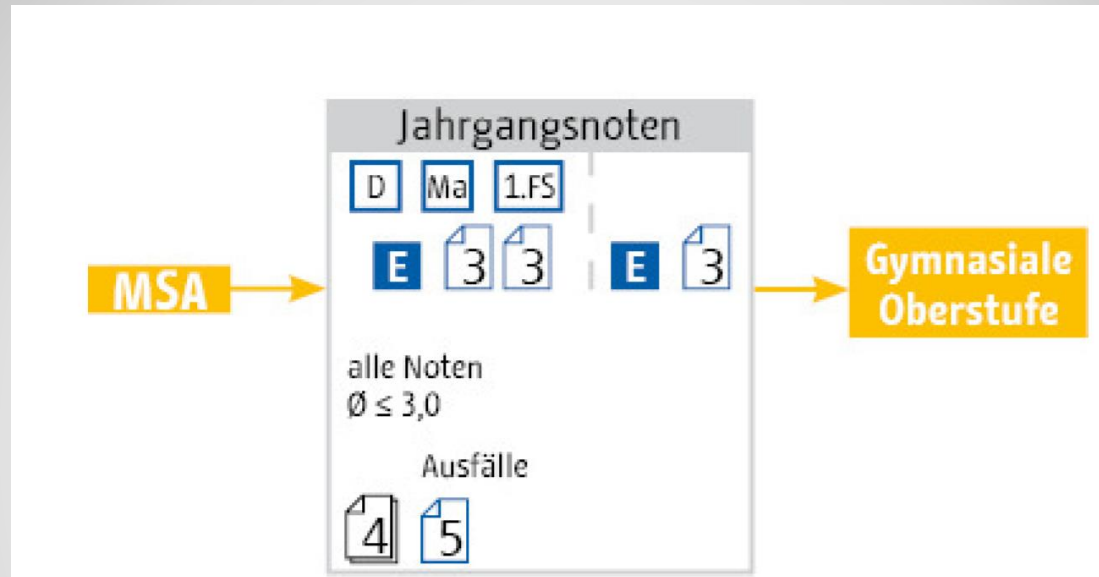 Jahrgangsnoten
D Ma 1.FS
E 3 3 E 3
MSA
Gymnasiale
Oberstufe
alle Noten
Ø ≤ 3,0
Ausfälle
4 5